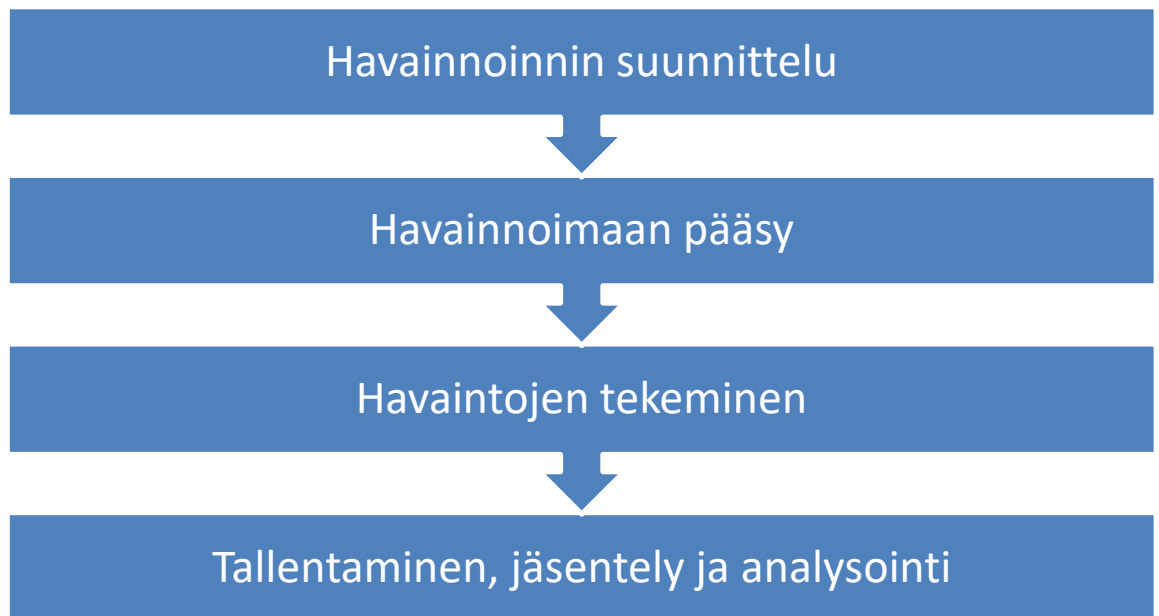 Havainnoinnin suunnittelu
Havainnoimaan pääsy
Havaintojen tekeminen
Tallentaminen, jäsentely ja analysointi